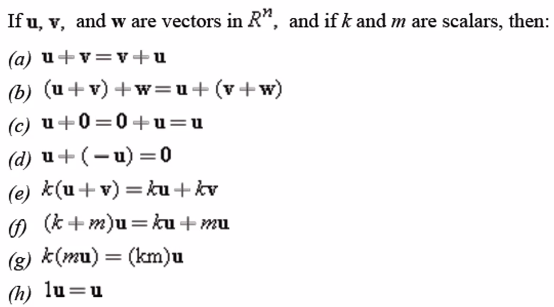 If u, v, and w are vectors in Rⁿ, and if k and m are scalars, then:
(a) u + v = v + u
(b) (u + v) + w = u + (v + w)
(c) u + 0 = 0 + u = u
(d) u + (−u) = 0
(e) k(u + v) = ku + kv
(f) (k + m)u = ku + mu
(g) k(mu) = (km)u
(h) 1u = u